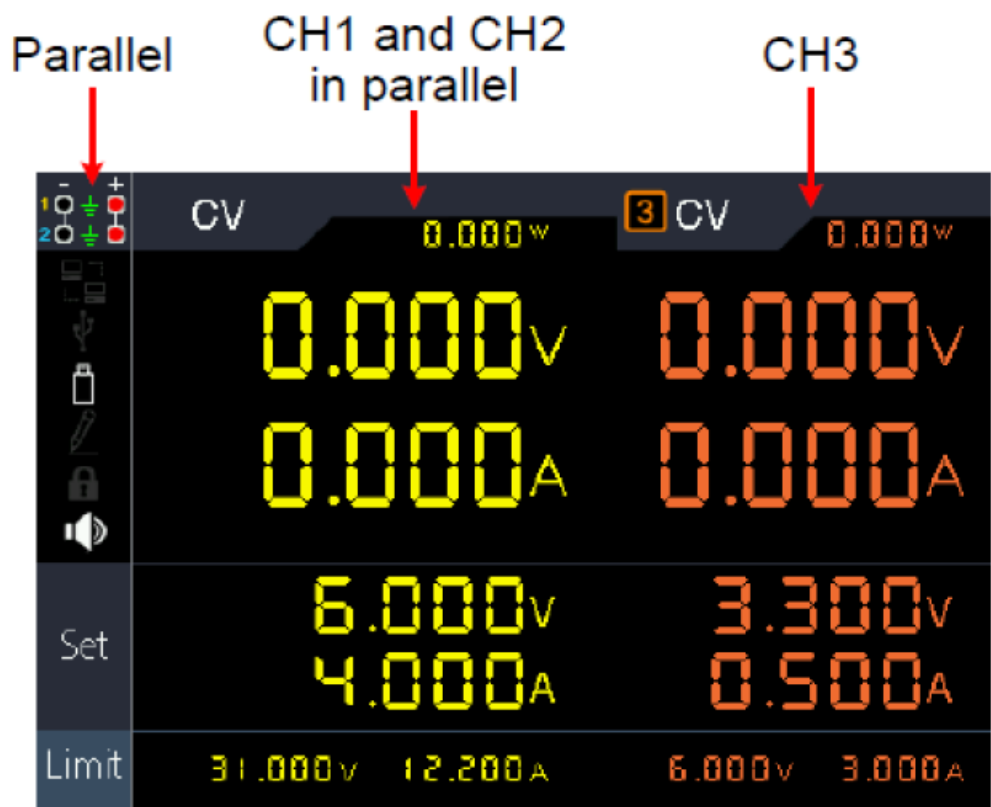 Parallel
CH1 and CH2
in parallel
CH3
- +
1
2
CV
0.000W
3 CV
0.000W
0.000V
0.000V
0.000A
0.000A
Set
6.000V
3.300V
4.000A
0.500A
Limit
31.000V 12.200A
6.000V 3.000A